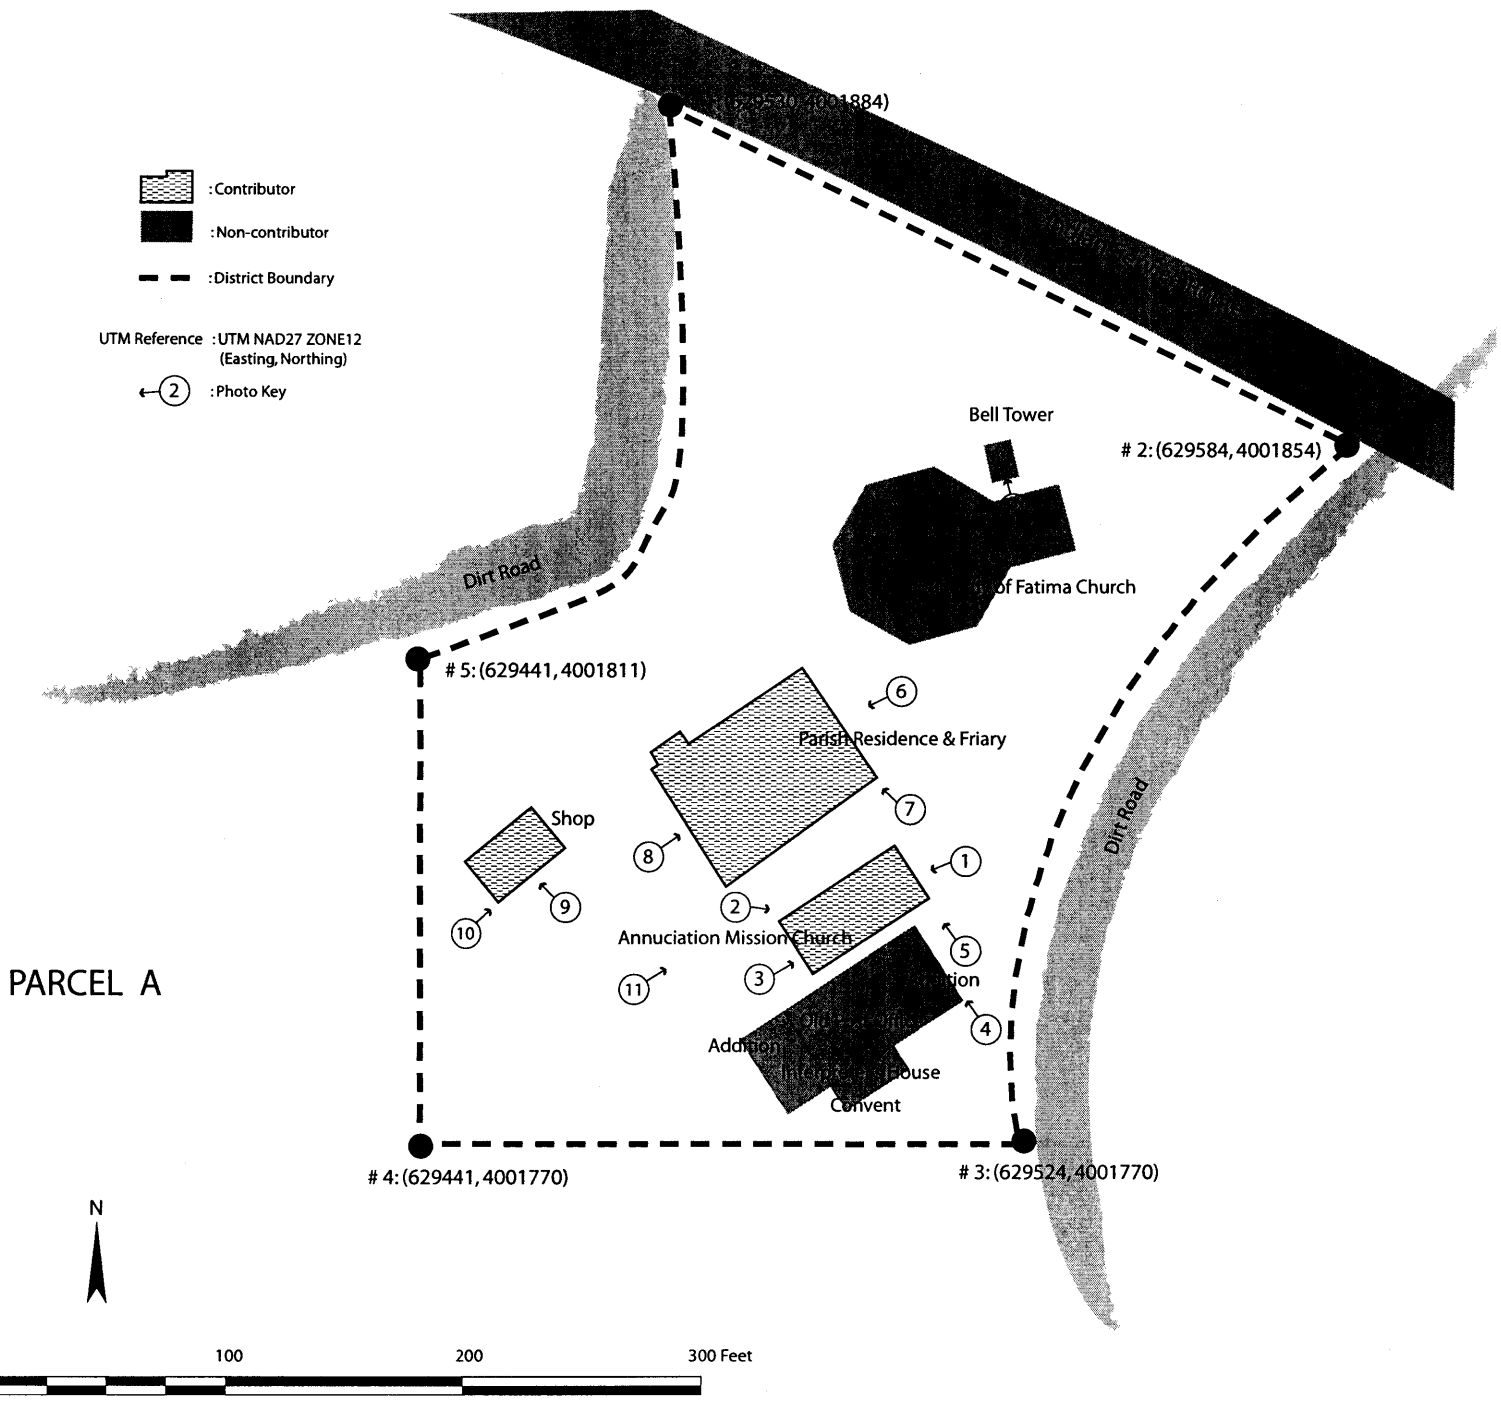 4001884)
: Contributor
: Non-contributor
: District Boundary
UTM Reference : UTM NAD27 ZONE12
(Easting, Northing)
2 : Photo Key
Bell Tower
# 2: (629584, 4001854)
Dirt Road
of Fatima Church
# 5: (629441, 4001811)
6
Parish Residence & Friary
7
Shop
Dirt Road
8
1
2
9
10
Annuciation Mission Church
5
3
11
PARCEL A
4
Addition
House
Convent
# 4: (629441, 4001770)
# 3: (629524, 4001770)
N
100 200 300 Feet